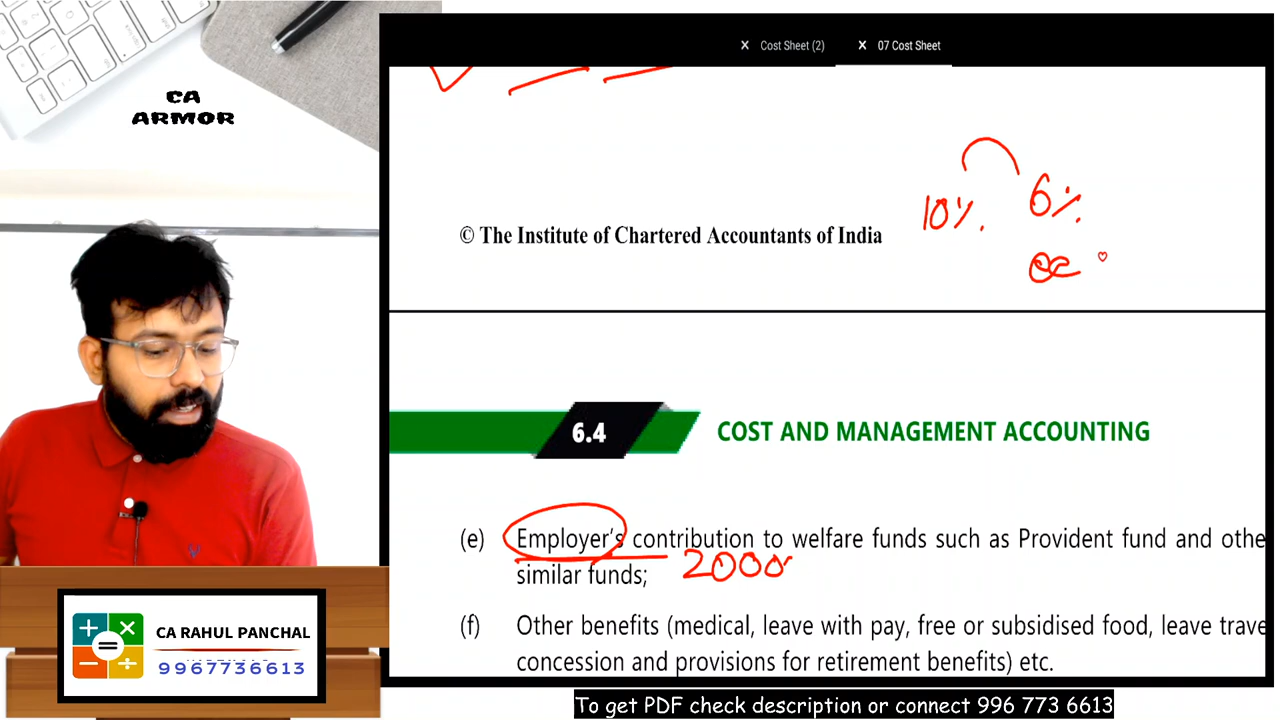 × Cost Sheet (2) × 07 Cost Sheet
CA
ARMOR
10% 6%
© The Institute of Chartered Accountants of India
6.4 COST AND MANAGEMENT ACCOUNTING
(e) Employer's contribution to welfare funds such as Provident fund and othe
similar funds; 2000
(f) Other benefits (medical, leave with pay, free or subsidised food, leave trave
concession and provisions for retirement benefits) etc.
+ × = − ÷
CA RAHUL PANCHAL
9967736613
To get PDF check description or connect 996 773 6613